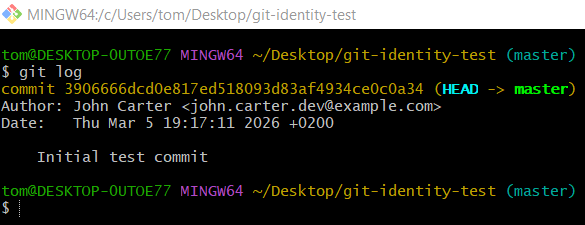 MINGW64:/c/Users/tom/Desktop/git-identity-test
tom@DESKTOP-OUTOE77 MINGW64 ~/Desktop/git-identity-test (master)
$ git log
commit 3906666dcd0e817ed518093d83af4934ce0c0a34 (HEAD -> master)
Author: John Carter <john.carter.dev@example.com>
Date:   Thu Mar 5 19:17:11 2026 +0200
    Initial test commit
tom@DESKTOP-OUTOE77 MINGW64 ~/Desktop/git-identity-test (master)
$